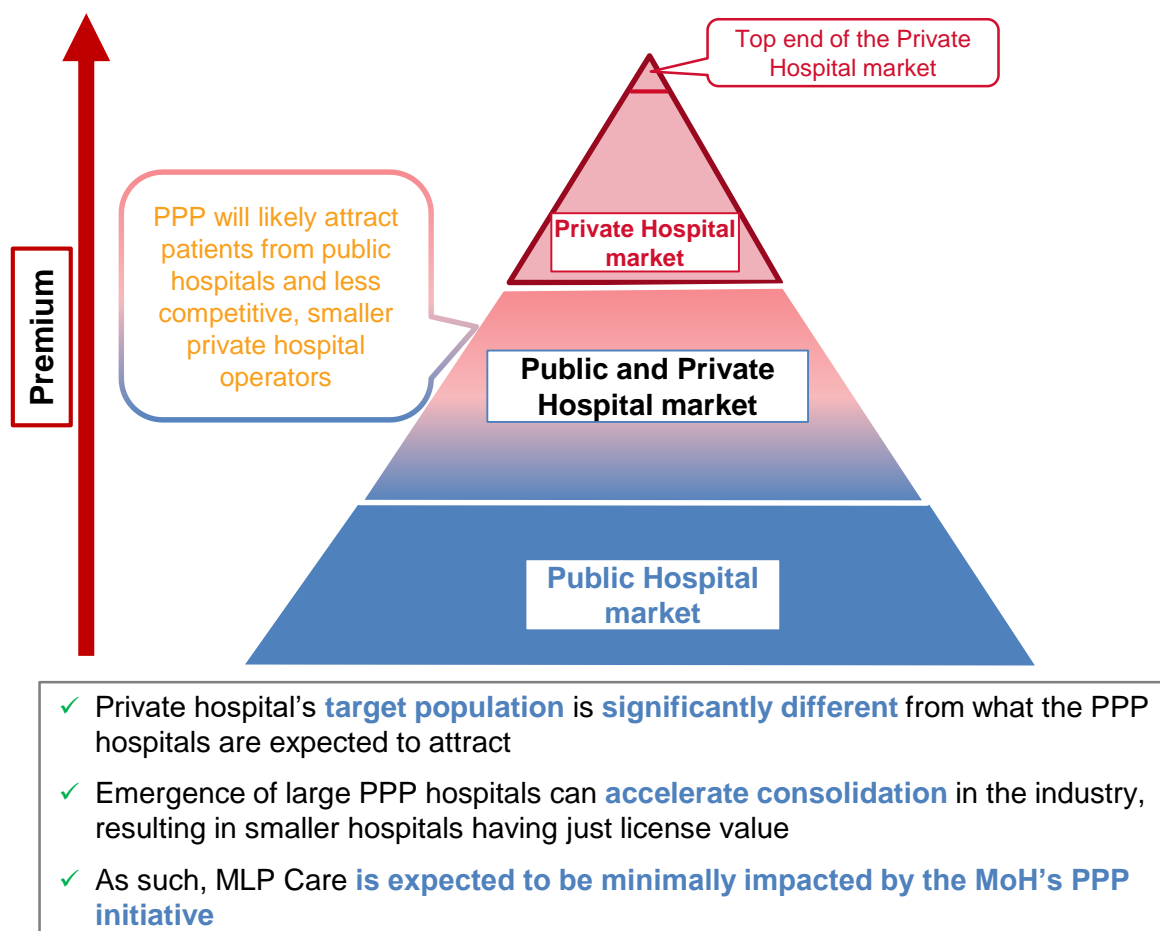 Top end of the Private
Hospital market
PPP will likely attract
patients from public
hospitals and less
competitive, smaller
private hospital
operators
Premium
Private Hospital
market
Public and Private
Hospital market
Public Hospital
market
✓ Private hospital’s target population is significantly different from what the PPP
hospitals are expected to attract
✓ Emergence of large PPP hospitals can accelerate consolidation in the industry,
resulting in smaller hospitals having just license value
✓ As such, MLP Care is expected to be minimally impacted by the MoH’s PPP
initiative